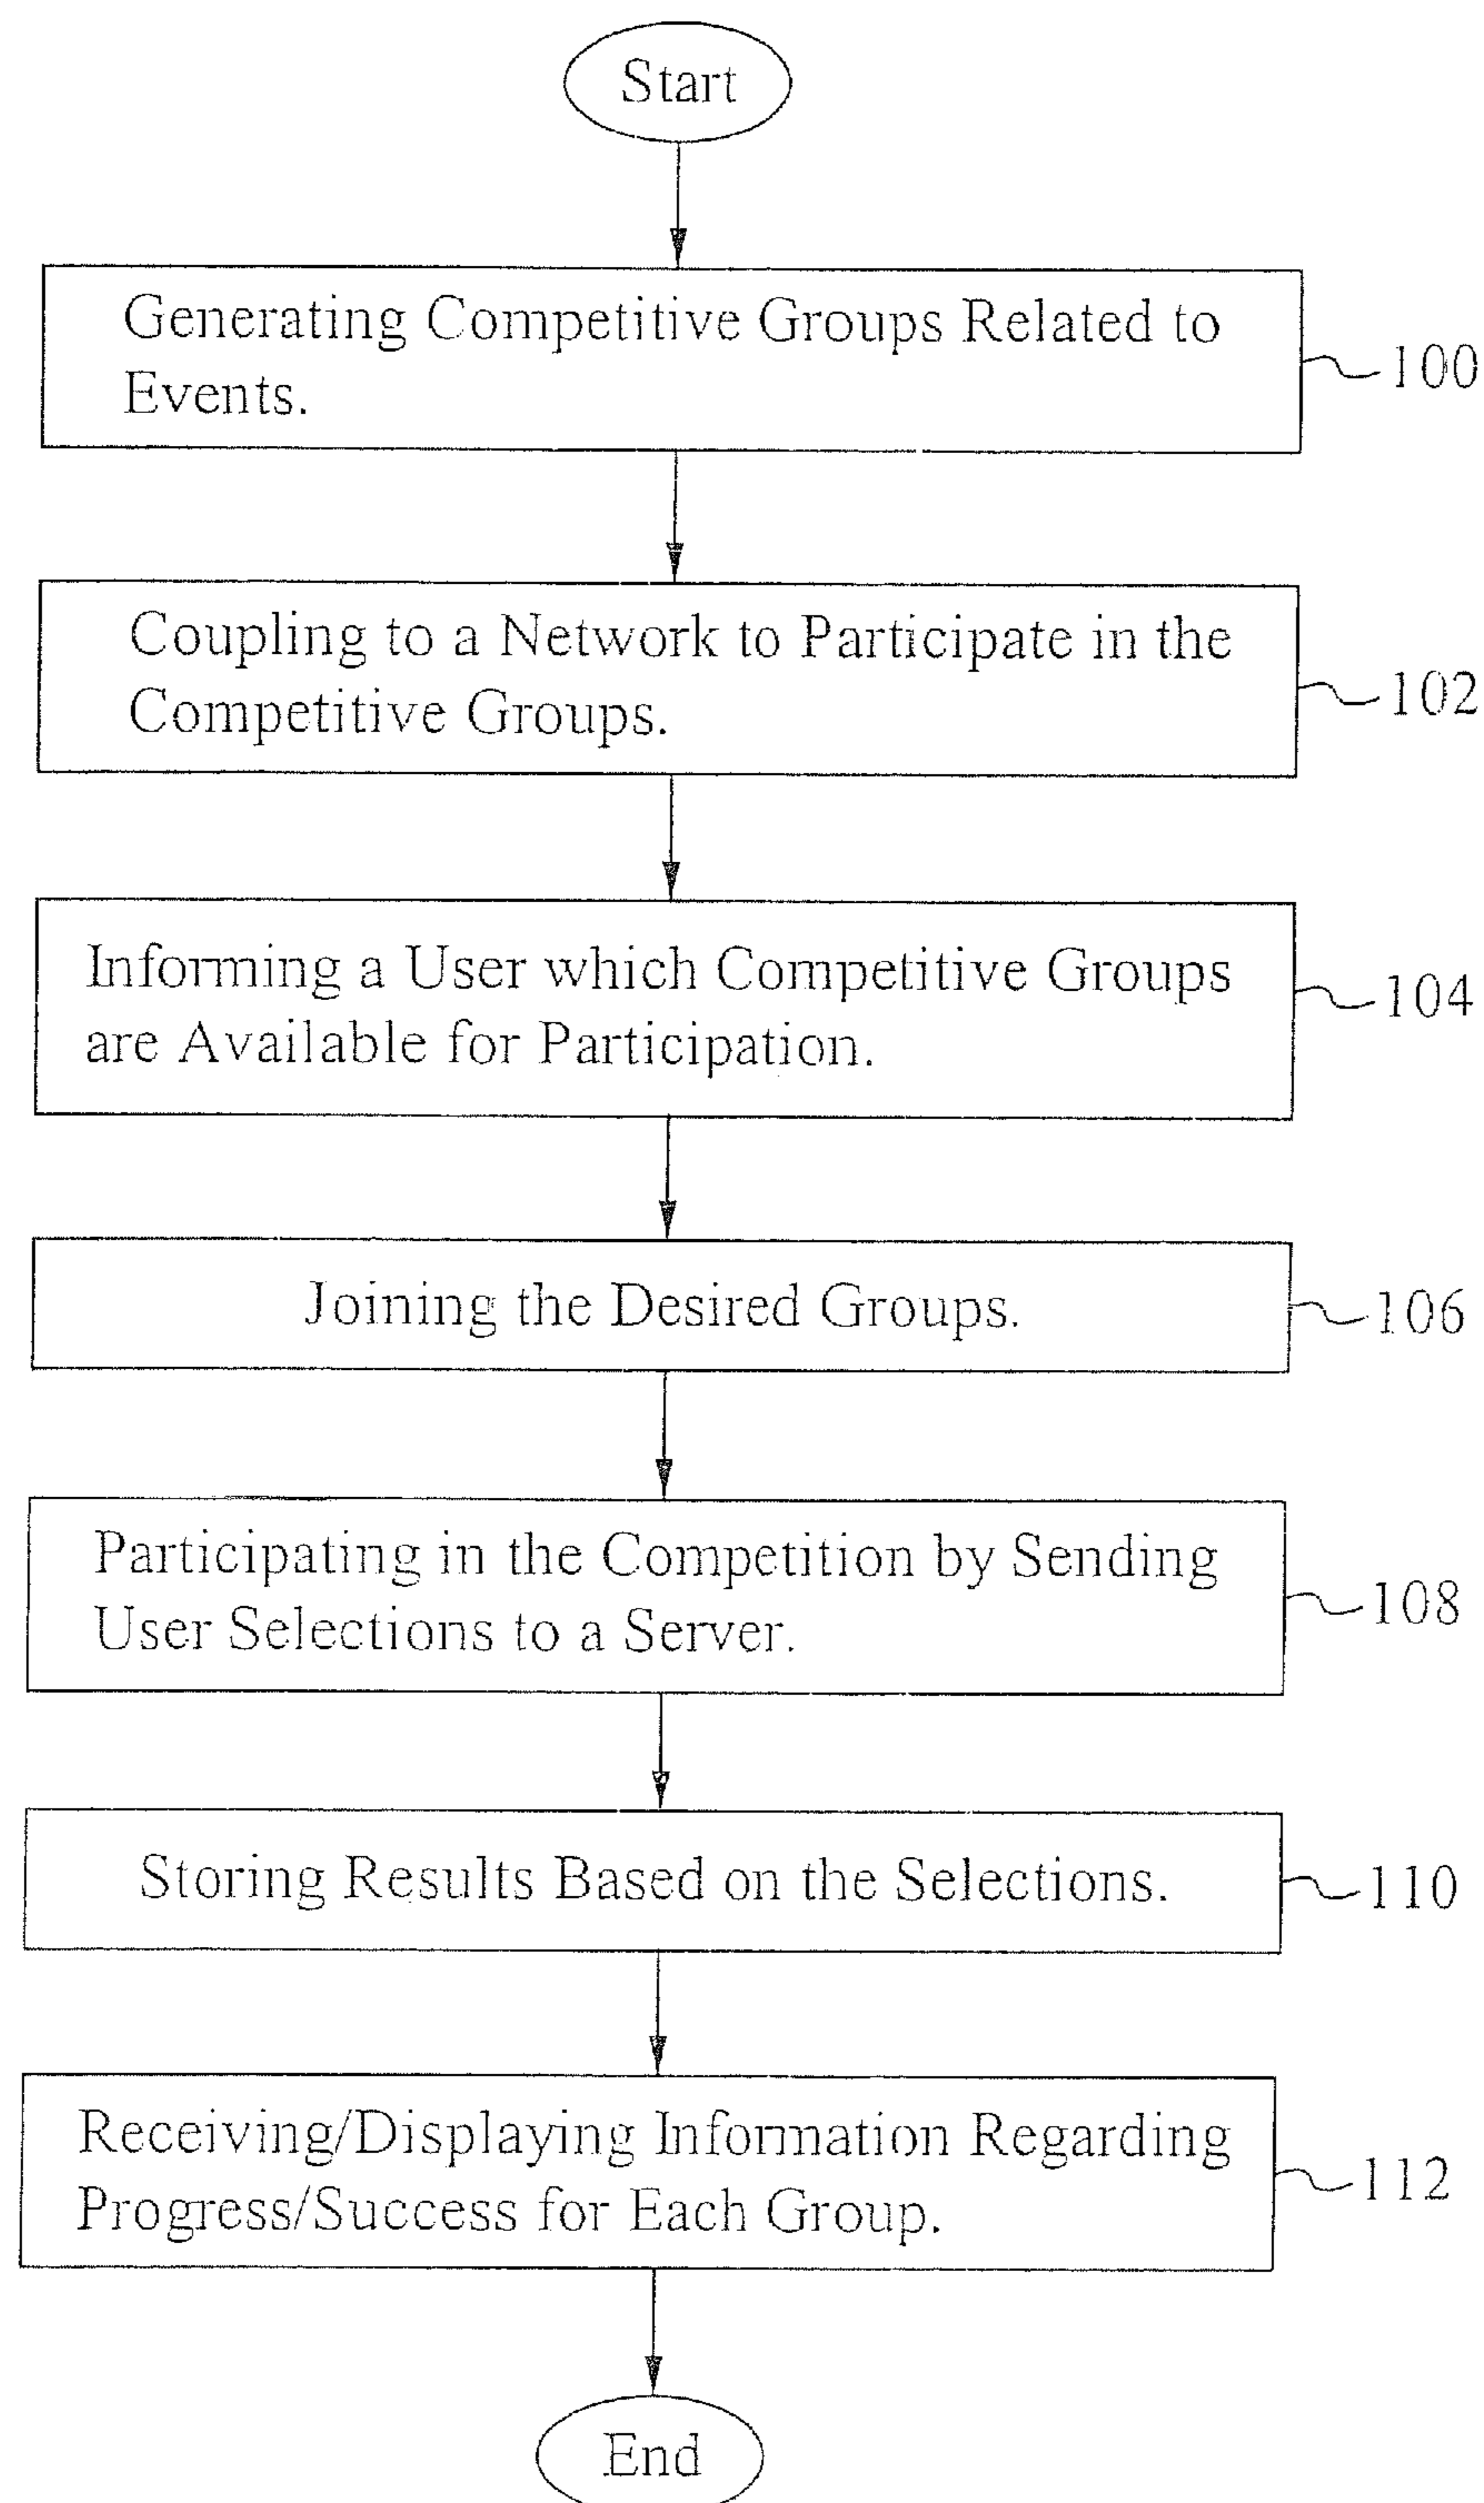 Start
Generating Competitive Groups Related to
Events.
100
Coupling to a Network to Participate in the
Competitive Groups.
102
Informing a User which Competitive Groups
are Available for Participation.
104
Joining the Desired Groups.
106
Participating in the Competition by Sending
User Selections to a Server.
108
Storing Results Based on the Selections.
110
Receiving/Displaying Information Regarding
Progress/Success for Each Group.
112
End